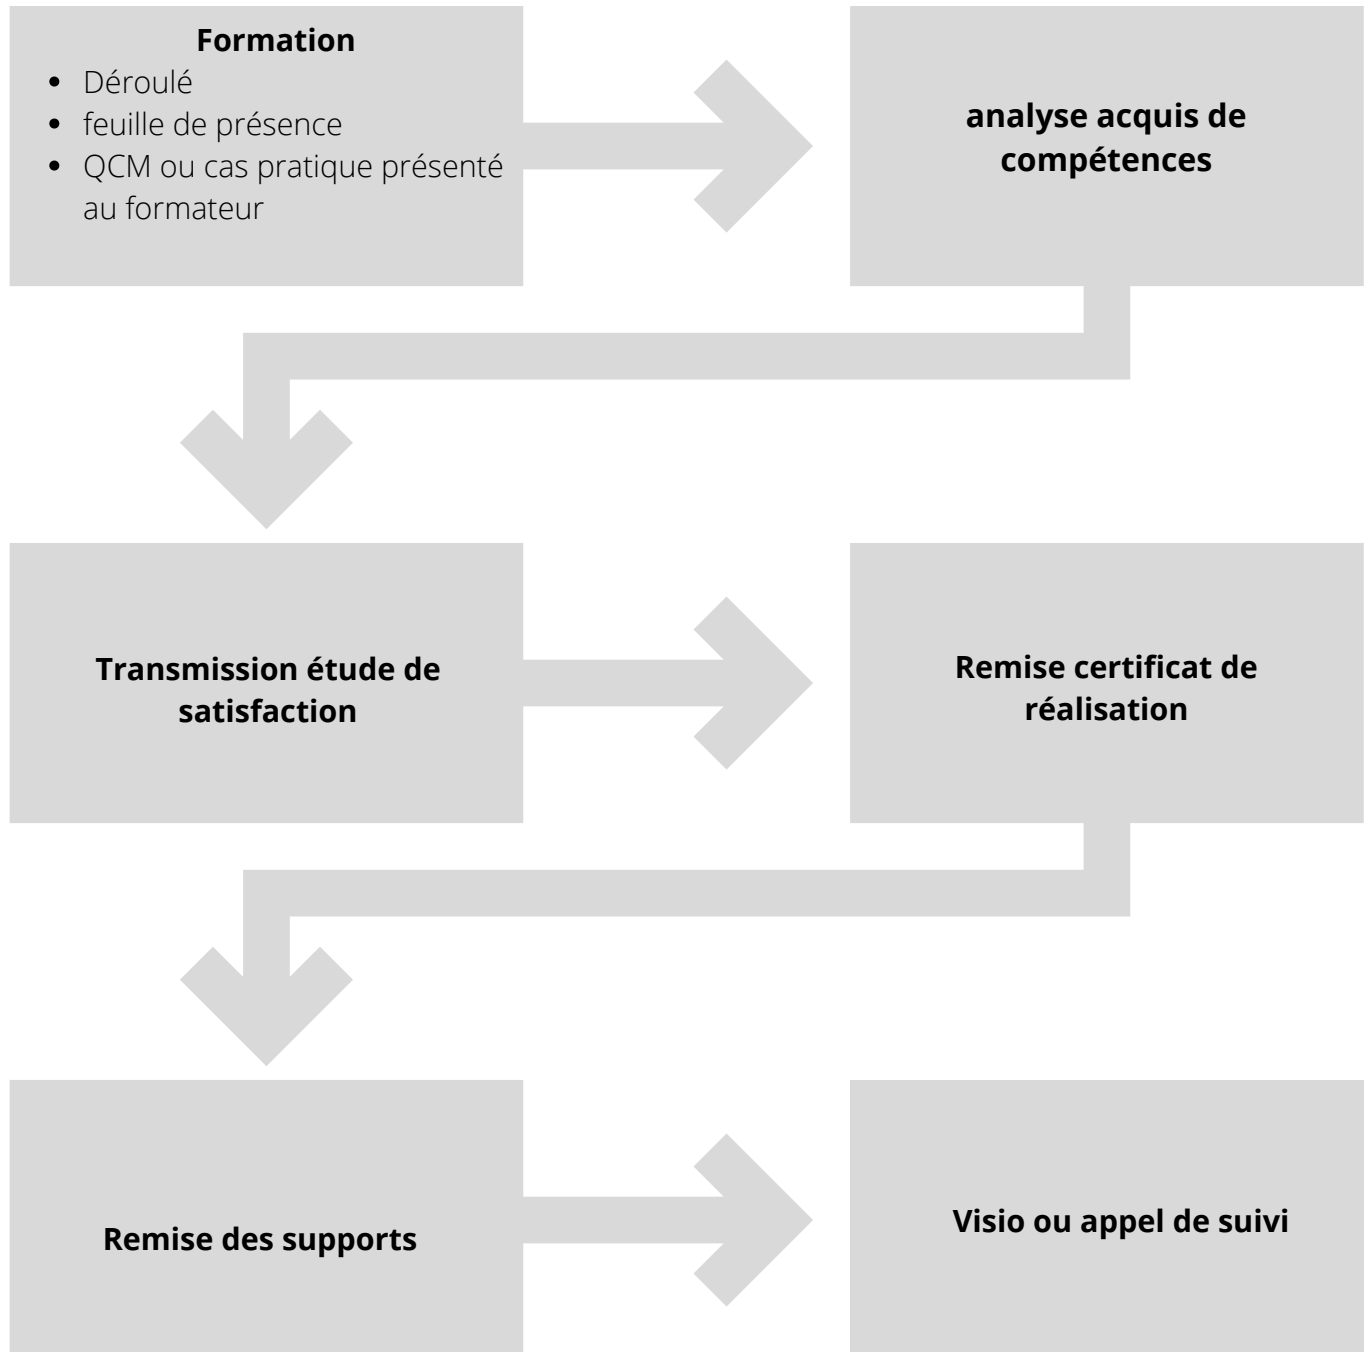 Formation
• Déroulé
• feuille de présence
• QCM ou cas pratique présenté
au formateur
analyse acquis de
compétences
Transmission étude de
satisfaction
Remise certificat de
réalisation
Remise des supports
Visio ou appel de suivi